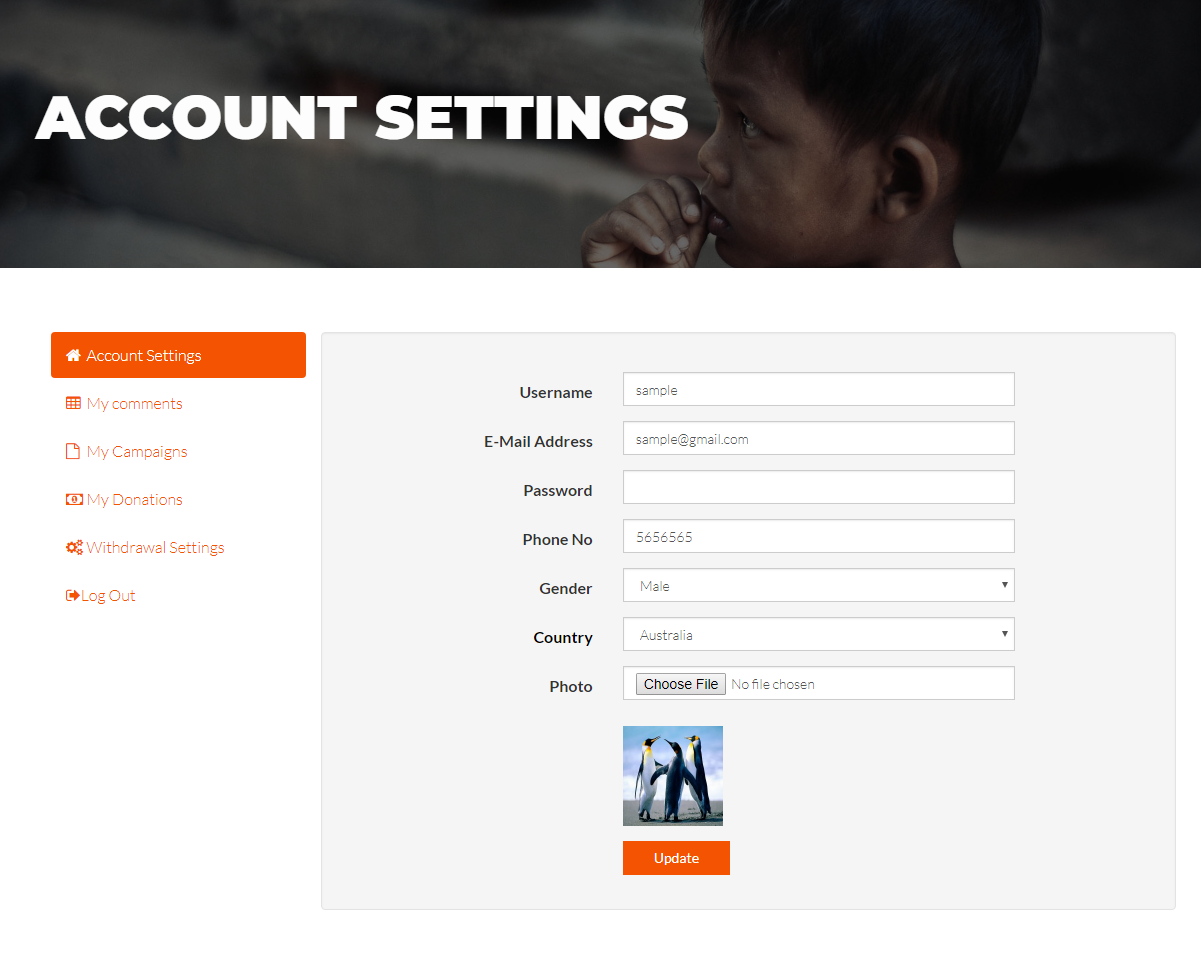 ACCOUNT SETTINGS
Account Settings
My comments
My Campaigns
My Donations
Withdrawal Settings
Log Out
Username sample
E-Mail Address sample@gmail.com
Password
Phone No 5656565
Gender Male
Country Australia
Photo Choose File No file chosen
Update